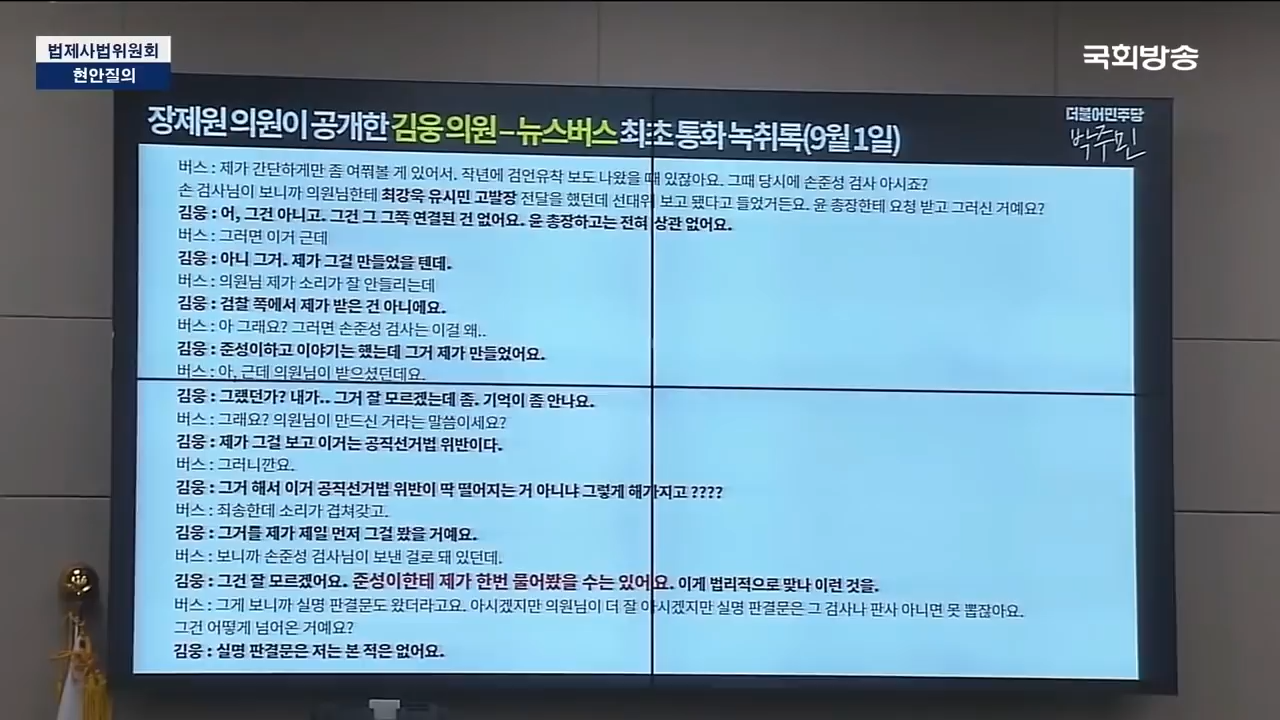 법제사법위원회
현안질의
국회방송
장제원 의원이 공개한 김웅 의원 – 뉴스버스 최초 통화 녹취록(9월 1일)
더불어민주당
박주민
버스 : 제가 간단하게만 좀 여쭤볼 게 있어서. 작년에 검언유착 보도 나왔을 때 있잖아요. 그때 당시에 손준성 검사 아시죠?
손 검사님이 보니까 의원님한테 최강욱 유시민 고발장 전달을 했던데 선대위 보고 됐다고 들었거든요. 윤 총장한테 요청 받고 그러신 거예요?
김웅 : 어, 그건 아니고. 그건 그 그쪽 연결된 건 없어요. 윤 총장하고는 전혀 상관 없어요.
버스 : 그러면 이거 근데
김웅 : 아니 그거. 제가 그걸 만들었을 텐데.
버스 : 의원님 제가 소리가 잘 안들리는데
김웅 : 검찰 쪽에서 제가 받은 건 아니에요.
버스 : 아 그래요? 그러면 손준성 검사는 이걸 왜..
김웅 : 준성이하고 이야기는 했는데 그거 제가 만들었어요.
버스 : 아, 근데 의원님이 받으셨던데요.
김웅 : 그랬던가? 내가.. 그거 잘 모르겠는데 좀. 기억이 좀 안나요.
버스 : 그래요? 의원님이 만드신 거라는 말씀이세요?
김웅 : 제가 그걸 보고 이거는 공직선거법 위반이다.
버스 : 그러니깐요.
김웅 : 그거 해서 이거 공직선거법 위반이 딱 떨어지는 거 아니냐 그렇게 해가지고 ????
버스 : 죄송한데 소리가 겹쳐갖고.
김웅 : 그거를 제가 제일 먼저 그걸 봤을 거예요.
버스 : 보니까 손준성 검사님이 보낸 걸로 돼 있던데.
김웅 : 그건 잘 모르겠어요. 준성이한테 제가 한번 물어봤을 수는 있어요. 이게 법리적으로 맞나 이런 것을.
버스 : 그게 보니까 실명 판결문도 왔더라고요. 아시겠지만 의원님이 더 잘 아시겠지만 실명 판결문은 그 검사나 판사 아니면 못 뽑잖아요.
그건 어떻게 넘어온 거예요?
김웅 : 실명 판결문은 저는 본 적은 없어요.